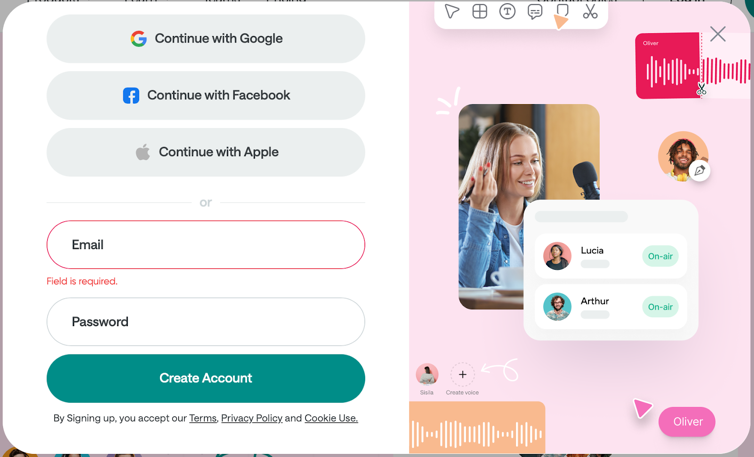 Continue with Google
Continue with Facebook
Continue with Apple
or
Email
Field is required.
Password
Create Account
By Signing up, you accept our Terms, Privacy Policy and Cookie Use.
Oliver
Lucia
On-air
Arthur
On-air
Create voice
Oliver